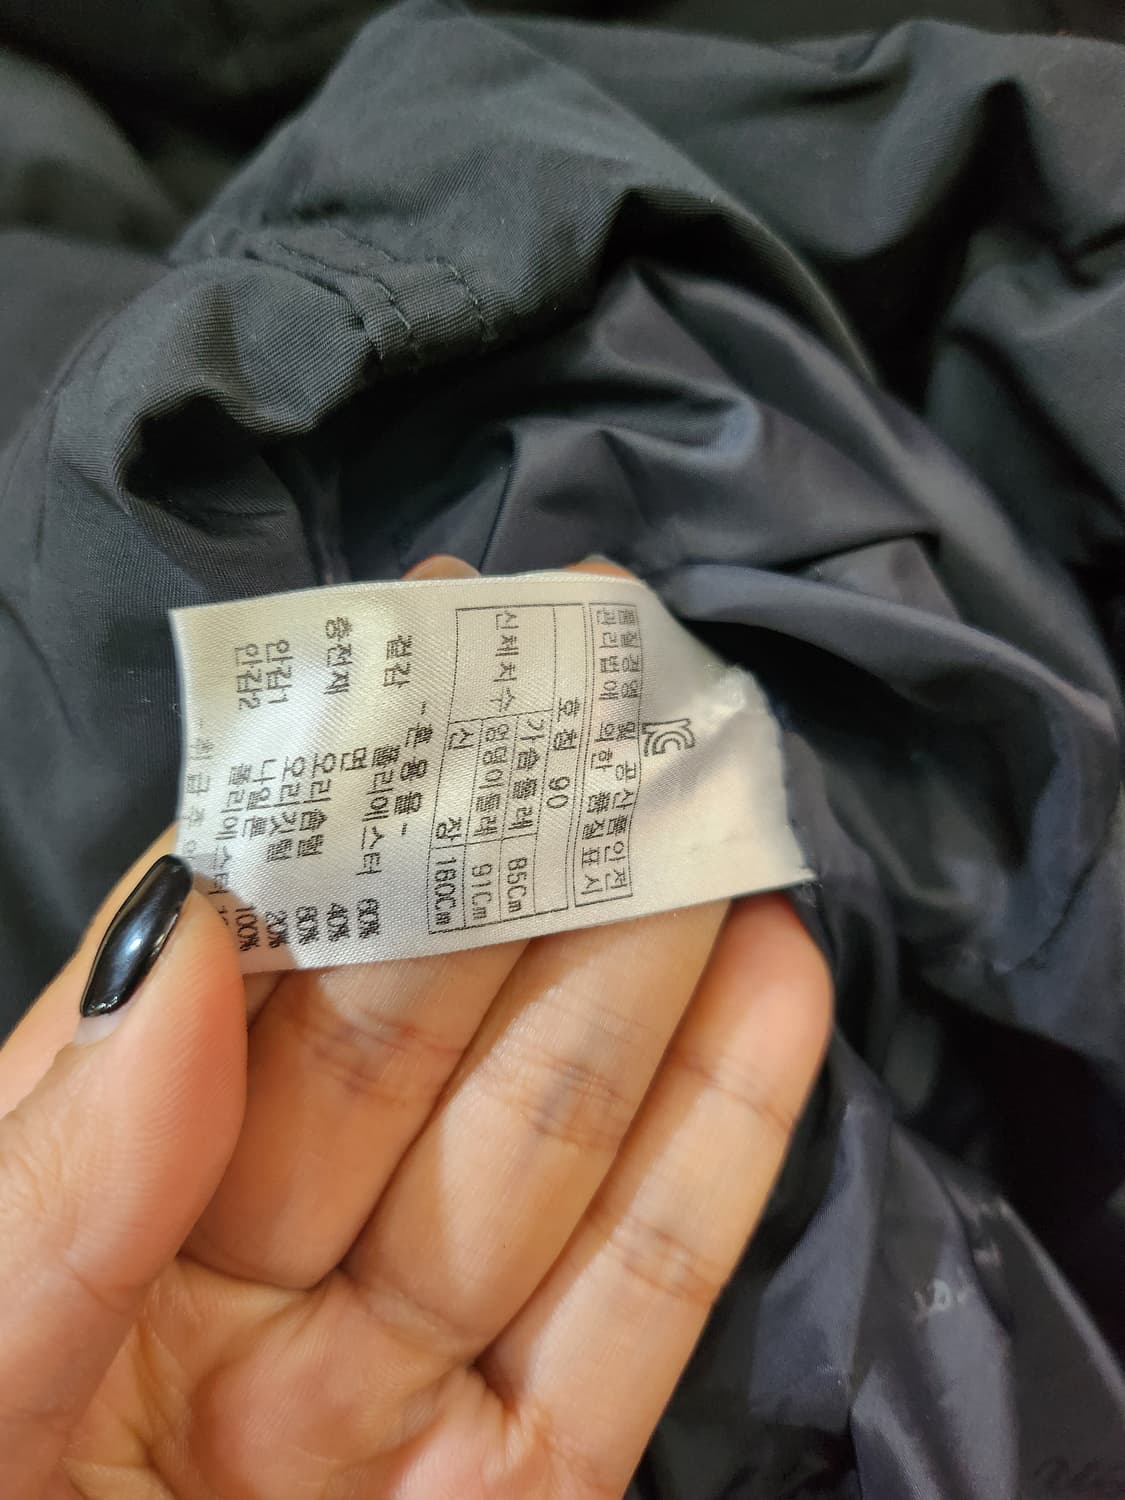 품질경영 및 공산품안전
관리법에 의한 품질표시
호칭 90
신체치수 가슴둘레 85Cm
엉덩이둘레 91Cm
신장 160Cm
-혼용율-
겉감 폴리에스터 60%
면 40%
충전재 오리솜털 80%
오리깃털 20%
안감1 나일론 100%
안감2 폴리에스터